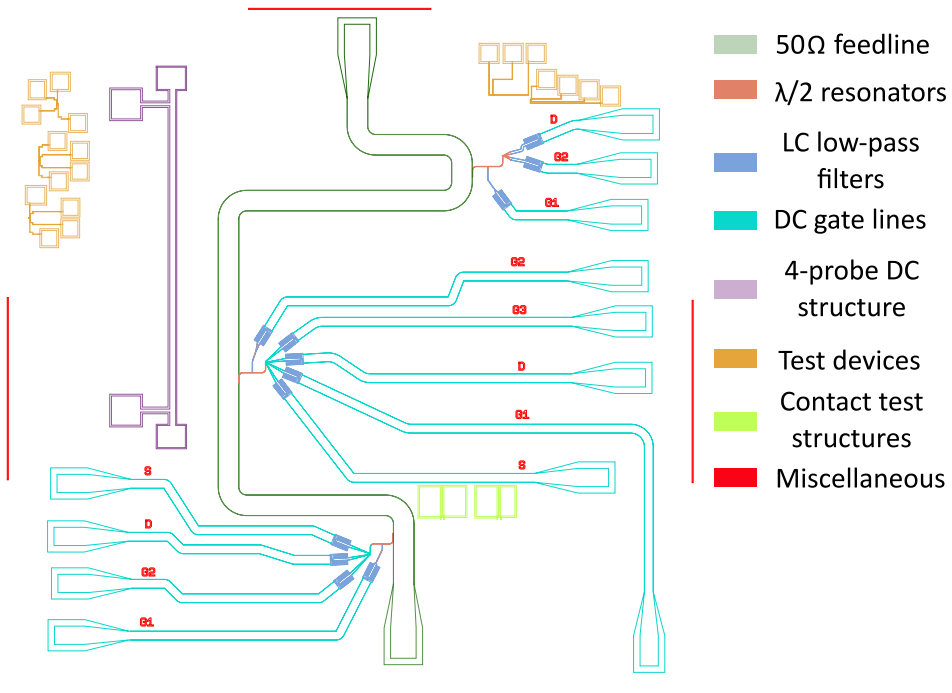 50Ω feedline
λ/2 resonators
LC low-pass
filters
DC gate lines
4-probe DC
structure
Test devices
Contact test
structures
Miscellaneous
D
G2
G1
G2
G3
D
G1
S
S
D
G2
G1